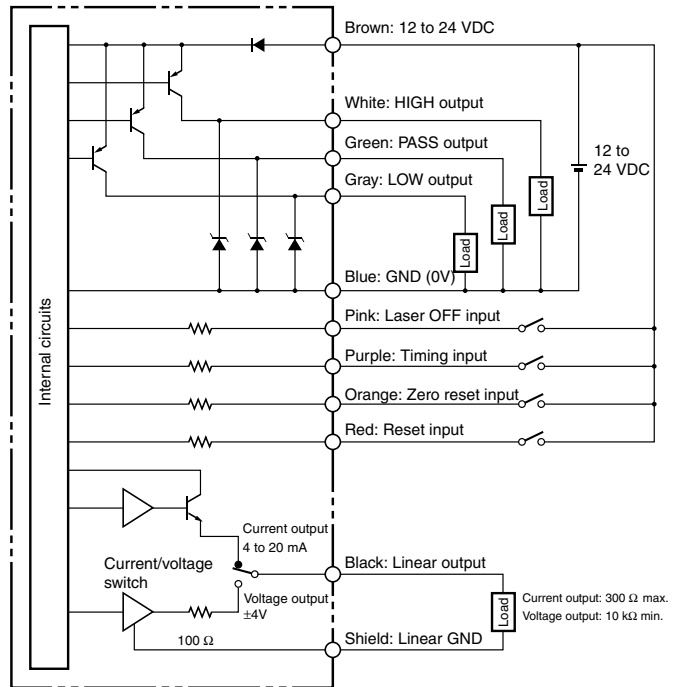 Brown: 12 to 24 VDC
White: HIGH output
Green: PASS output
Gray: LOW output
12 to
24 VDC
Load
Load
Load
Blue: GND (0V)
Internal circuits
Pink: Laser OFF input
Purple: Timing input
Orange: Zero reset input
Red: Reset input
Current output
4 to 20 mA
Current/voltage
switch
Black: Linear output
Voltage output
±4V
Load
Current output: 300 Ω max.
Voltage output: 10 kΩ min.
100 Ω
Shield: Linear GND